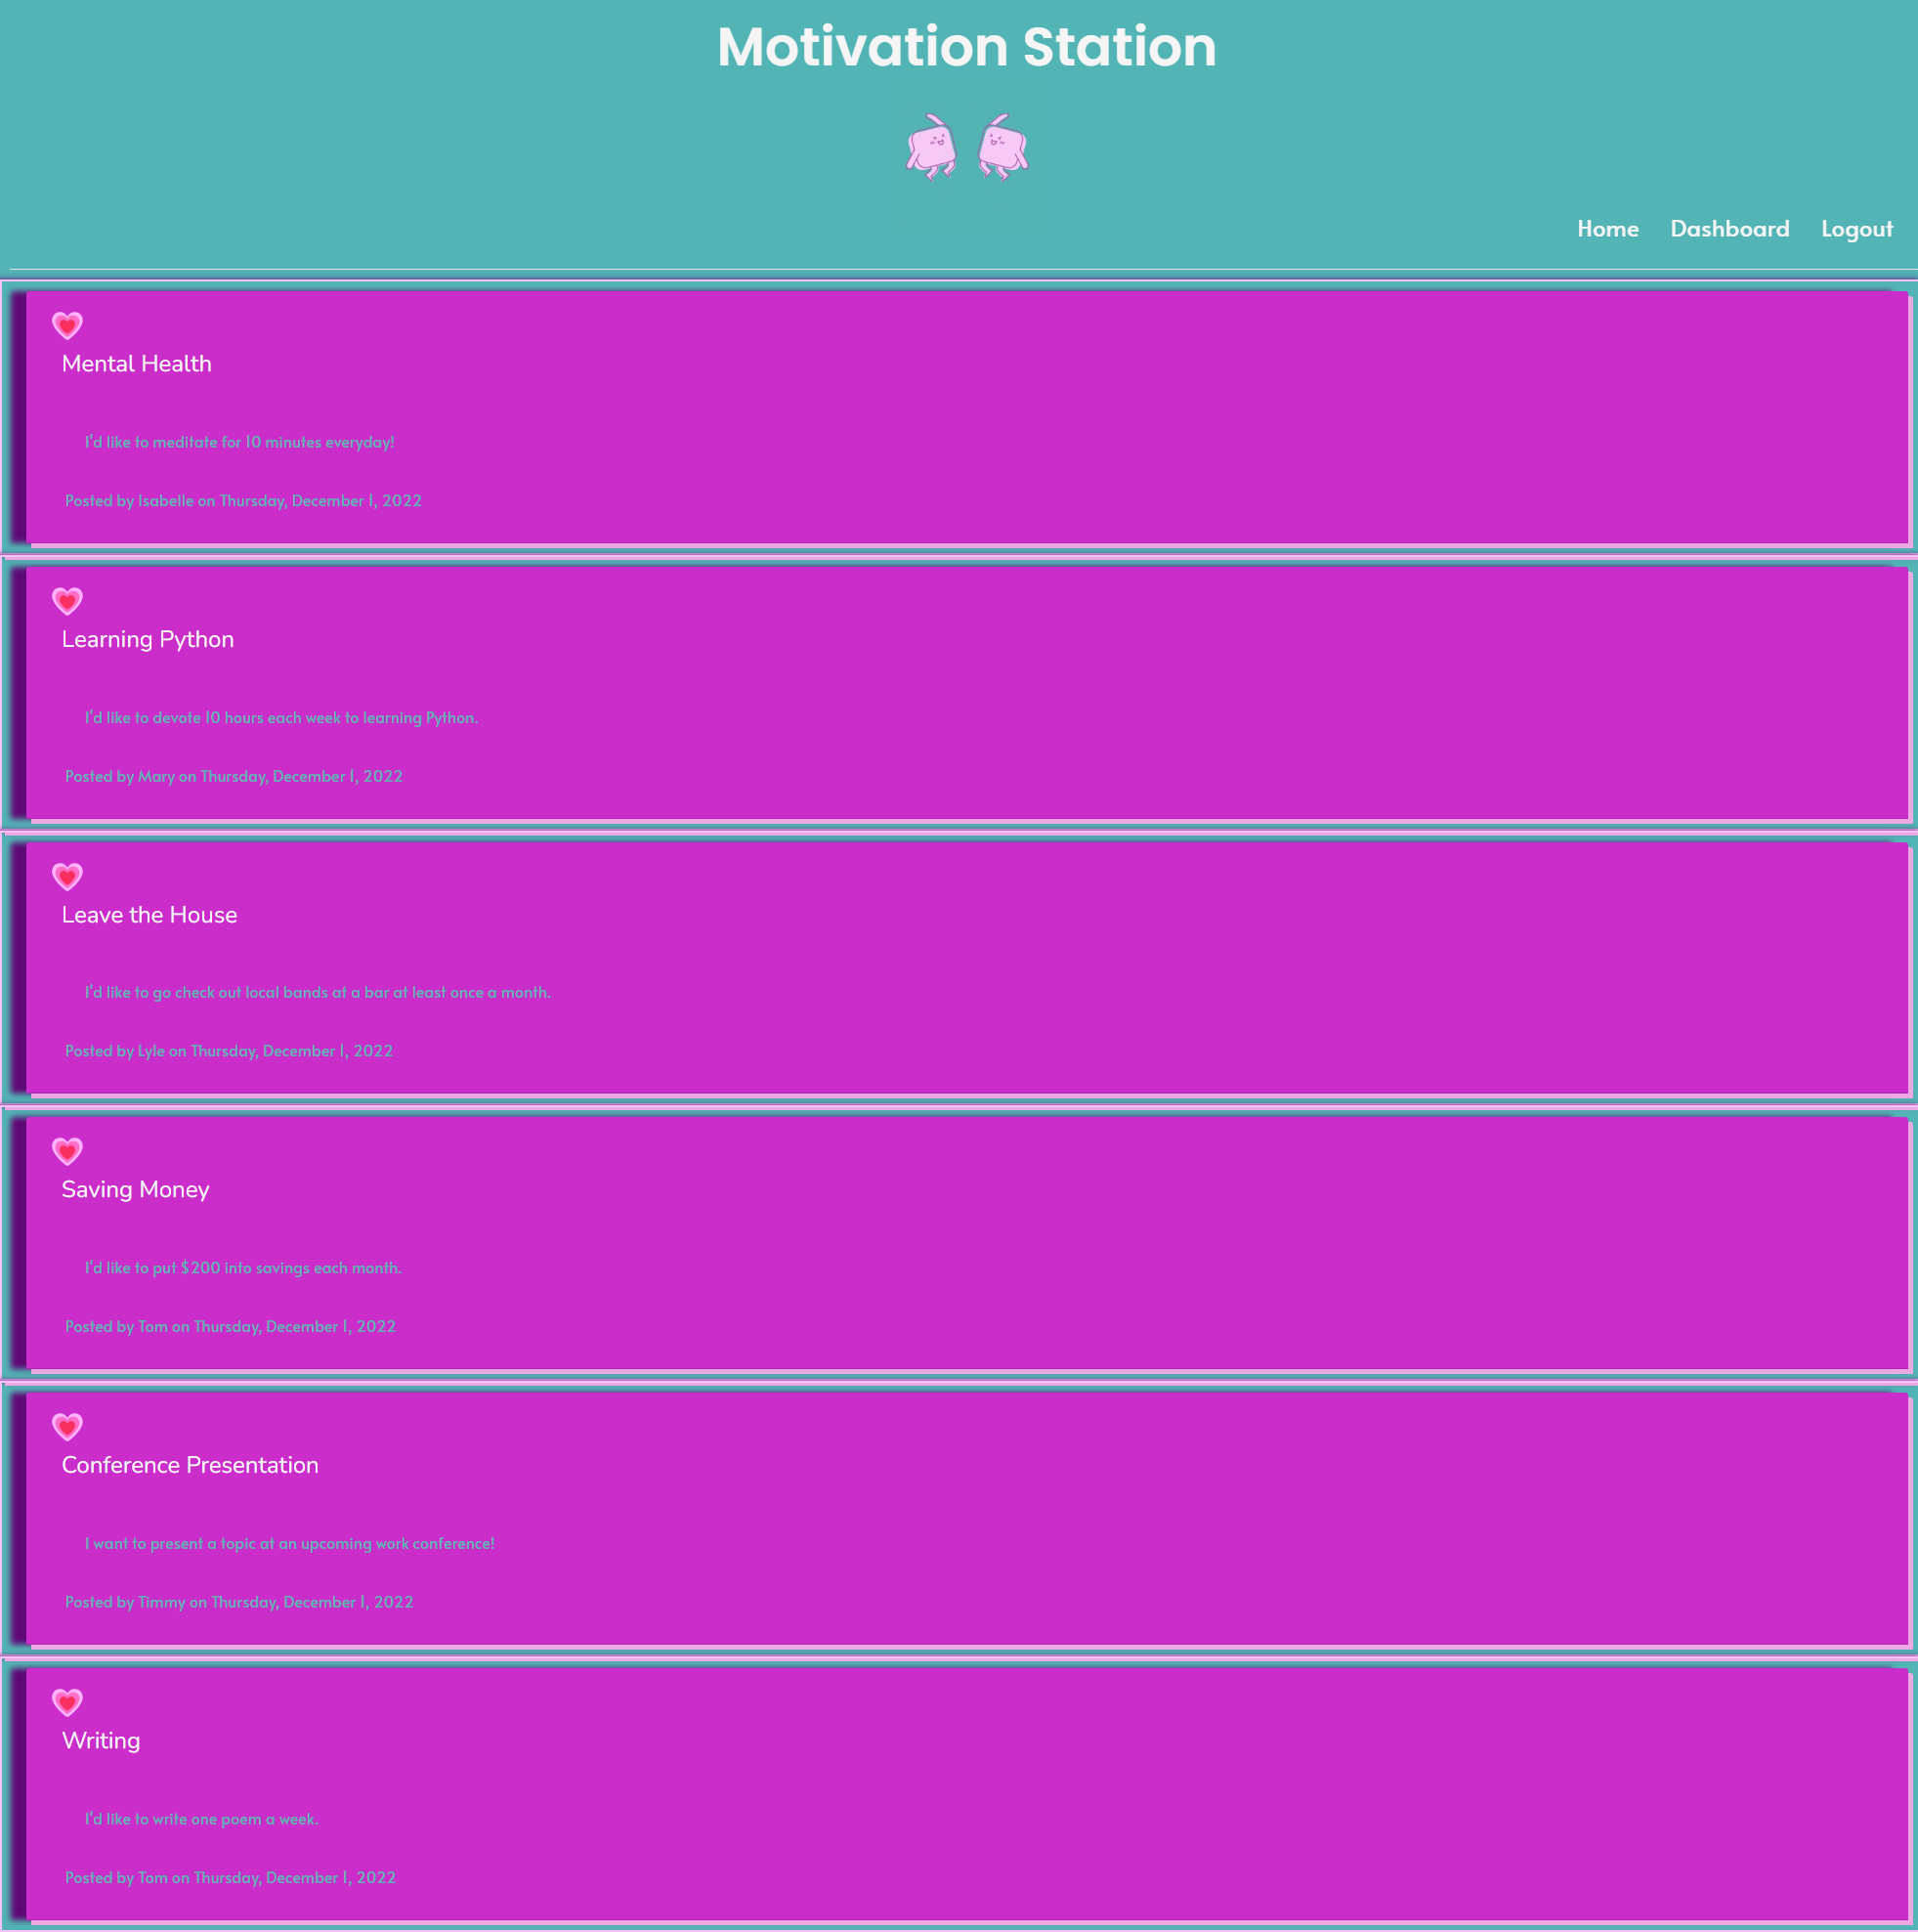 Motivation Station
Home Dashboard Logout
Mental Health
I'd like to meditate for 10 minutes everyday!
Posted by Isabelle on Thursday, December 1, 2022
Learning Python
I'd like to devote 10 hours each week to learning Python.
Posted by Mary on Thursday, December 1, 2022
Leave the House
I'd like to go check out local bands at a bar at least once a month.
Posted by Lyle on Thursday, December 1, 2022
Saving Money
I'd like to put $200 into savings each month.
Posted by Tom on Thursday, December 1, 2022
Conference Presentation
I want to present a topic at an upcoming work conference!
Posted by Timmy on Thursday, December 1, 2022
Writing
I'd like to write one poem a week.
Posted by Tom on Thursday, December 1, 2022